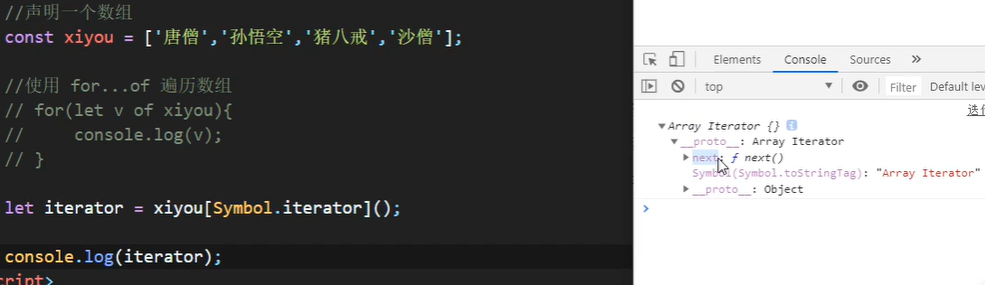 //声明一个数组
const xiyou = ['唐僧','孙悟空','猪八戒','沙僧'];
//使用 for...of 遍历数组
// for(let v of xiyou){
//     console.log(v);
// }
let iterator = xiyou[Symbol.iterator]();
console.log(iterator);
cript>
Elements Console Sources »
top Filter Default lev
迭
Array Iterator {} i
__proto__: Array Iterator
next: ƒ next()
Symbol(Symbol.toStringTag): "Array Iterator"
__proto__: Object